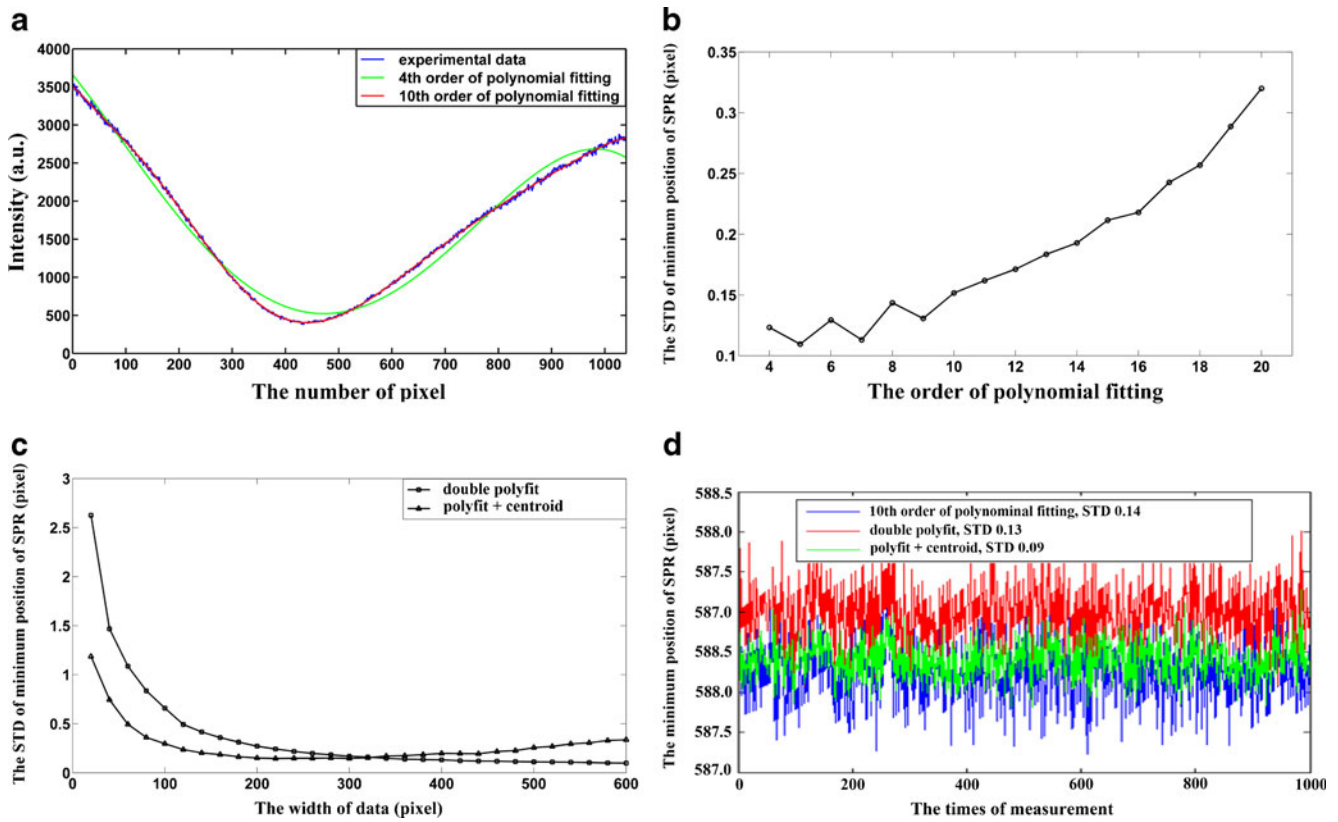 a
4000
3500
3000
2500
2000
1500
1000
500
0
Intensity (a.u.)
experimental data
4th order of polynomial fitting
10th order of polynomial fitting
0 100 200 300 400 500 600 700 800 900 1000
The number of pixel
b
0.35
0.3
0.25
0.2
0.15
0.1
The STD of minimum position of SPR (pixel)
4 6 8 10 12 14 16 18 20
The order of polynomial fitting
c
3
2.5
2
1.5
1
0.5
0
The STD of minimum position of SPR (pixel)
double polyfit
polyfit + centroid
0 100 200 300 400 500 600
The width of data (pixel)
d
588.5
588.0
587.5
587.0
588.5
588.0
587.5
587.0
The minimum position of SPR (pixel)
10th order of polynominal fitting, STD 0.14
double polyfit, STD 0.13
polyfit + centroid, STD 0.09
0 200 400 600 800 1000
The times of measurement